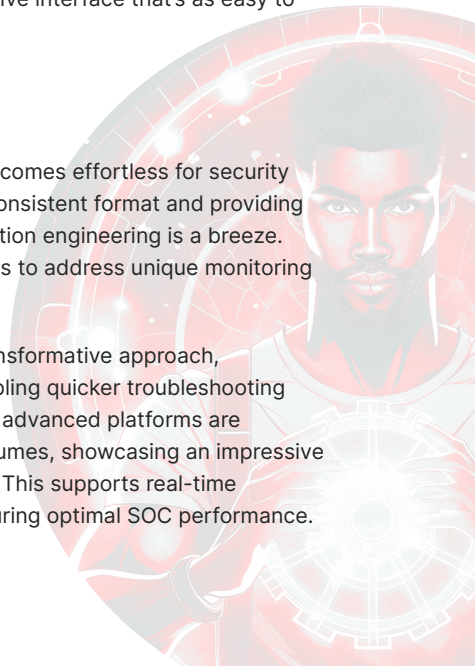 interface that's as easy to
comes effortless for security
onsistent format and providing
tion engineering is a breeze.
s to address unique monitoring
nsformative approach,
ling quicker troubleshooting
advanced platforms are
umes, showcasing an impressive
This supports real-time
uring optimal SOC performance.